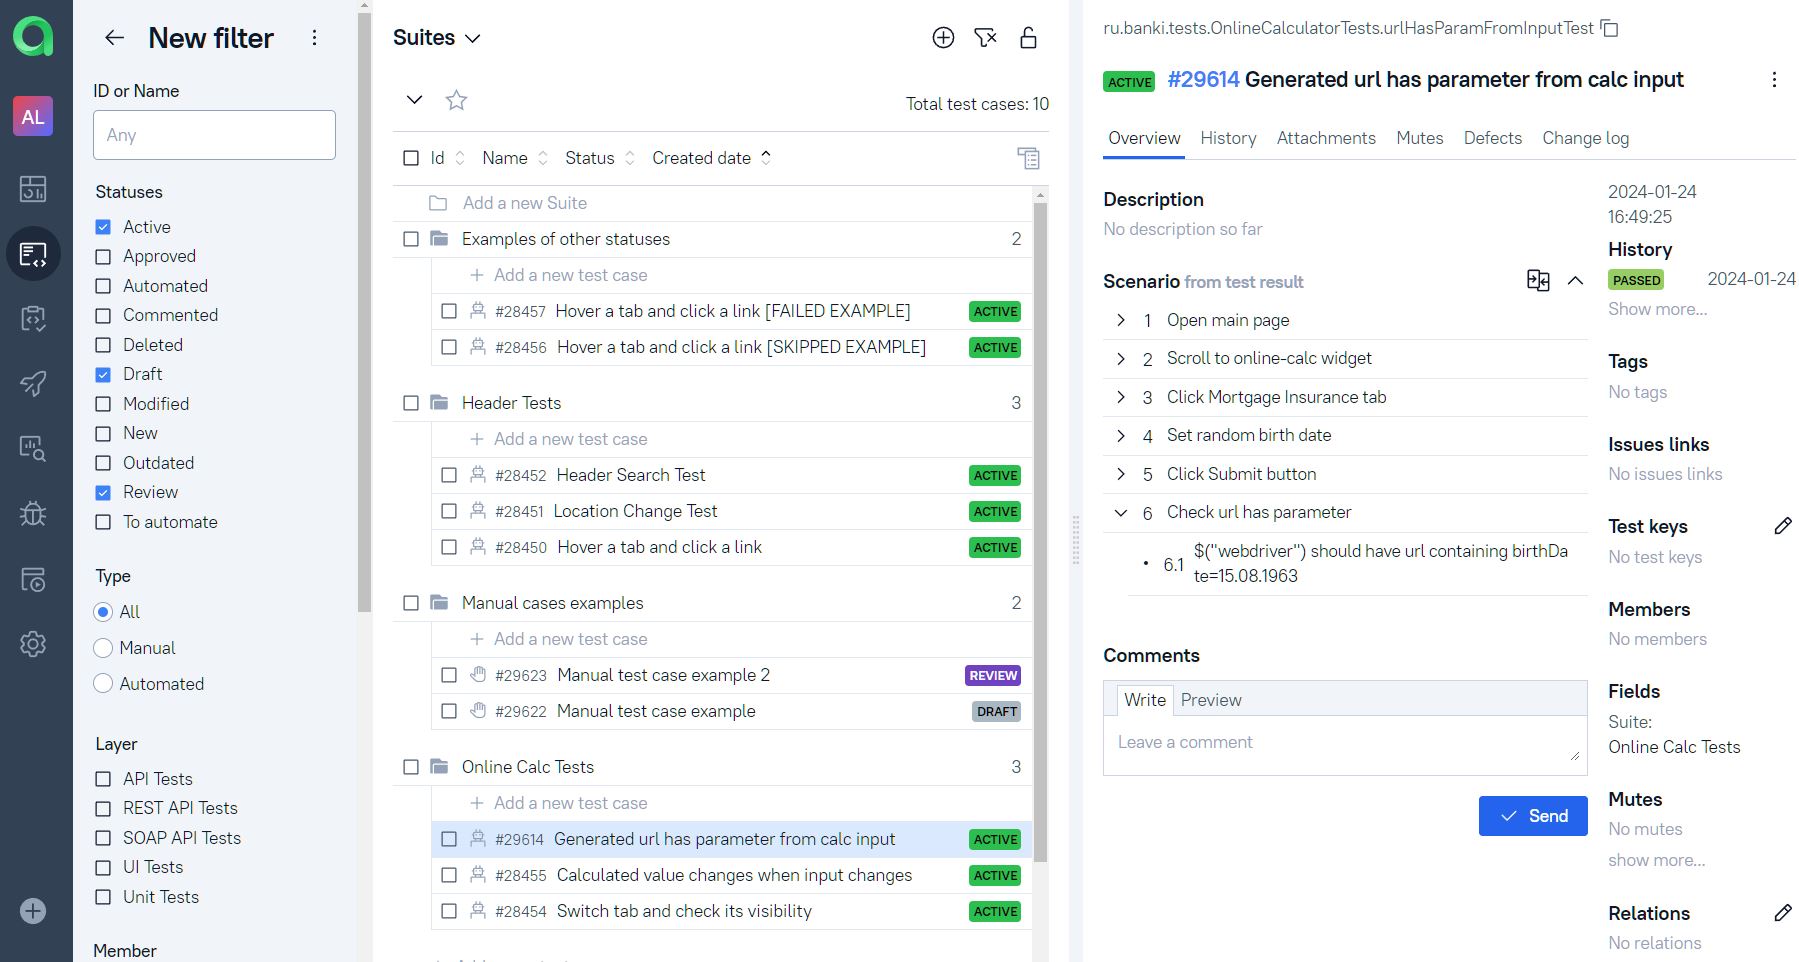 AL
New filter
ID or Name
Any
Statuses
Active
Approved
Automated
Commented
Deleted
Draft
Modified
New
Outdated
Review
To automate
Type
All
Manual
Automated
Layer
API Tests
REST API Tests
SOAP API Tests
UI Tests
Unit Tests
Member
Suites
Total test cases: 10
Id Name Status Created date
Add a new Suite
Examples of other statuses 2
Add a new test case
#28457 Hover a tab and click a link [FAILED EXAMPLE] ACTIVE
#28456 Hover a tab and click a link [SKIPPED EXAMPLE] ACTIVE
Header Tests 3
Add a new test case
#28452 Header Search Test ACTIVE
#28451 Location Change Test ACTIVE
#28450 Hover a tab and click a link ACTIVE
Manual cases examples 2
Add a new test case
#29623 Manual test case example 2 REVIEW
#29622 Manual test case example DRAFT
Online Calc Tests 3
Add a new test case
#29614 Generated url has parameter from calc input ACTIVE
#28455 Calculated value changes when input changes ACTIVE
#28454 Switch tab and check its visibility ACTIVE
ru.banki.tests.OnlineCalculatorTests.urlHasParamFromInputTest
ACTIVE #29614 Generated url has parameter from calc input
Overview History Attachments Mutes Defects Change log
Description
No description so far
Scenario from test result
1 Open main page
2 Scroll to online-calc widget
3 Click Mortgage Insurance tab
4 Set random birth date
5 Click Submit button
6 Check url has parameter
6.1 $("webdriver") should have url containing birthDa
te=15.08.1963
Comments
Write Preview
Leave a comment
Send
2024-01-24
16:49:25
History
PASSED 2024-01-24
Show more...
Tags
No tags
Issues links
No issues links
Test keys
No test keys
Members
No members
Fields
Suite:
Online Calc Tests
Mutes
No mutes
show more...
Relations
No relations